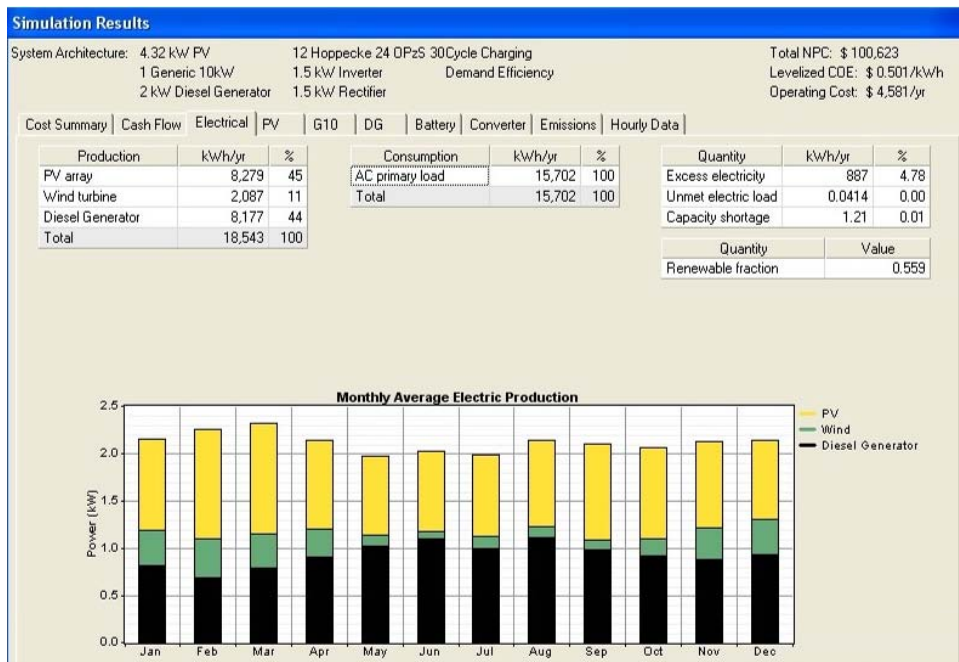 Simulation Results
System Architecture: 4.32 kW PV 12 Hoppecke 24 OPzS 30Cycle Charging Total NPC: $ 100,623
1 Generic 10kW 1.5 kW Inverter Demand Efficiency Levelized COE: $ 0.501/kWh
2 kW Diesel Generator 1.5 kW Rectifier Operating Cost: $ 4,581/yr
Cost Summary Cash Flow Electrical PV G10 DG Battery Converter Emissions Hourly Data
Production kWh/yr % Consumption kWh/yr % Quantity kWh/yr %
PV array 8,279 45 AC primary load 15,702 100 Excess electricity 887 4.78
Wind turbine 2,087 11 Total 15,702 100 Unmet electric load 0.0414 0.00
Diesel Generator 8,177 44 Capacity shortage 1.21 0.01
Total 18,543 100
Quantity Value
Renewable fraction 0.559
Monthly Average Electric Production
2.5
2.0
1.5
1.0
0.5
0.0
Power (kW)
Jan Feb Mar Apr May Jun Jul Aug Sep Oct Nov Dec
PV
Wind
Diesel Generator